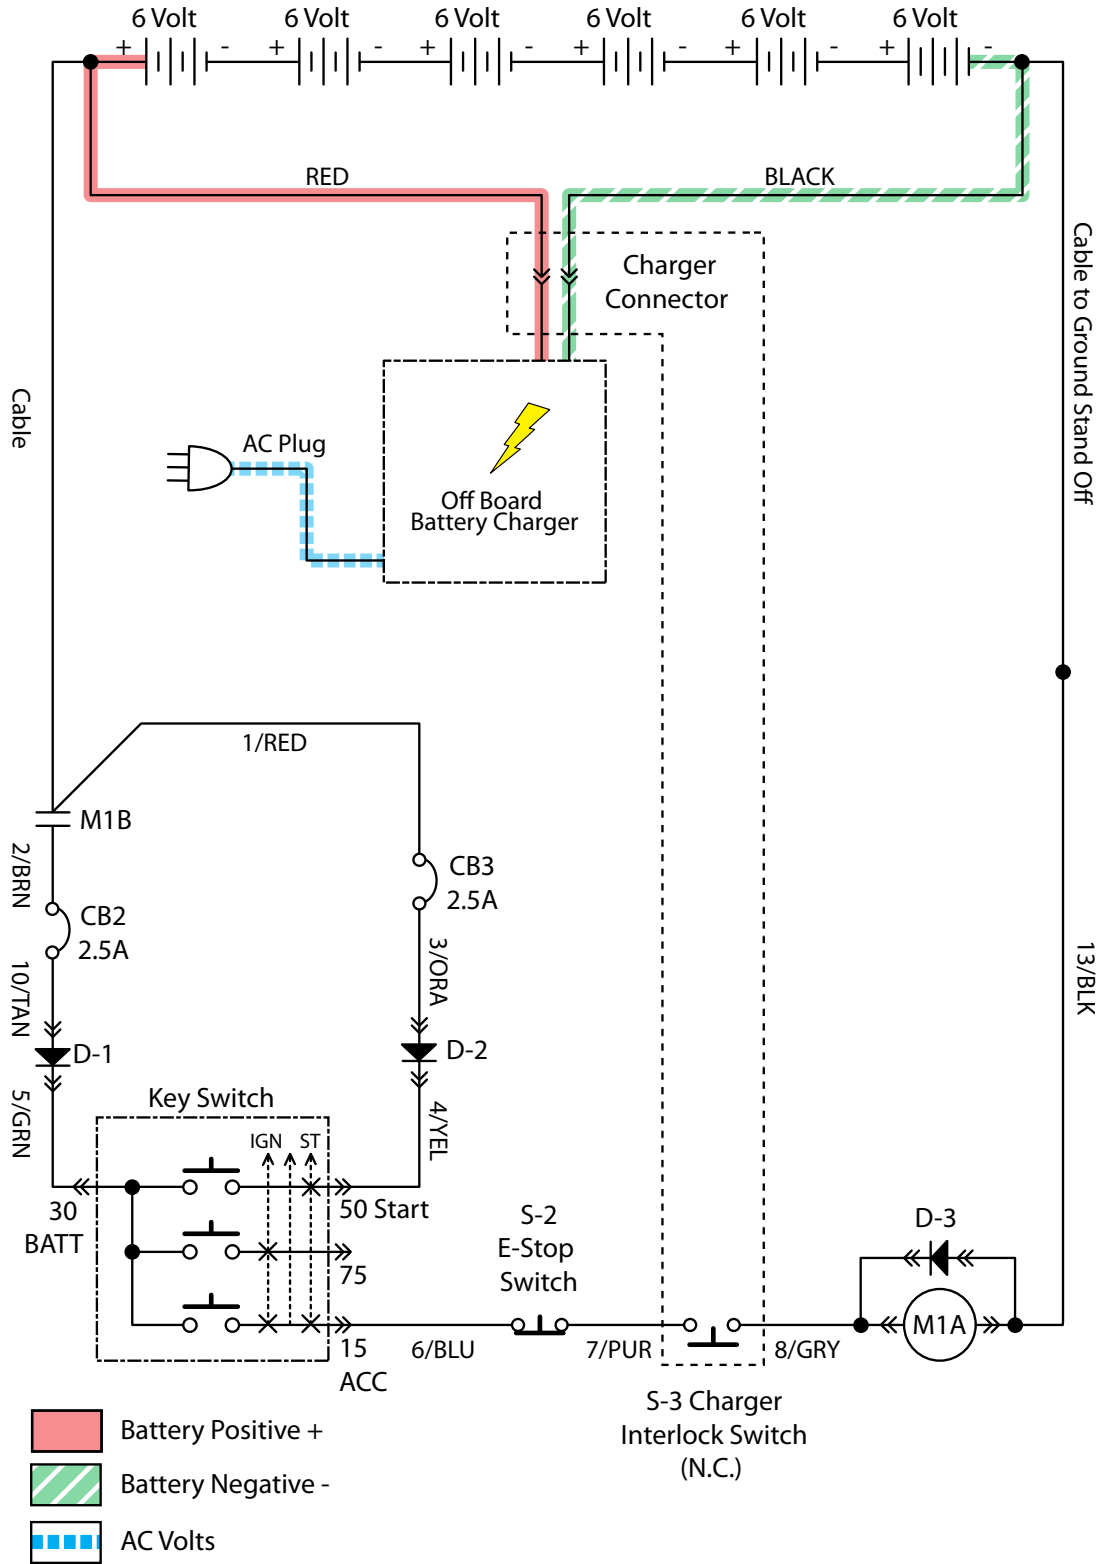 6 Volt 6 Volt 6 Volt 6 Volt 6 Volt 6 Volt
+ - + - + - + - + - + -
RED
BLACK
Charger
Connector
Cable to Ground Stand Off
Cable
AC Plug
Off Board
Battery Charger
1/RED
M1B
2/BRN
CB3
2.5A
CB2
2.5A
3/ORA
10/TAN
13/BLK
D-1
D-2
5/GRN
Key Switch
4/YEL
IGN ST
30
BATT
50 Start
75
S-2
E-Stop
Switch
D-3
M1A
15
ACC
6/BLU
7/PUR
8/GRY
S-3 Charger
Interlock Switch
(N.C.)
Battery Positive +
Battery Negative -
AC Volts